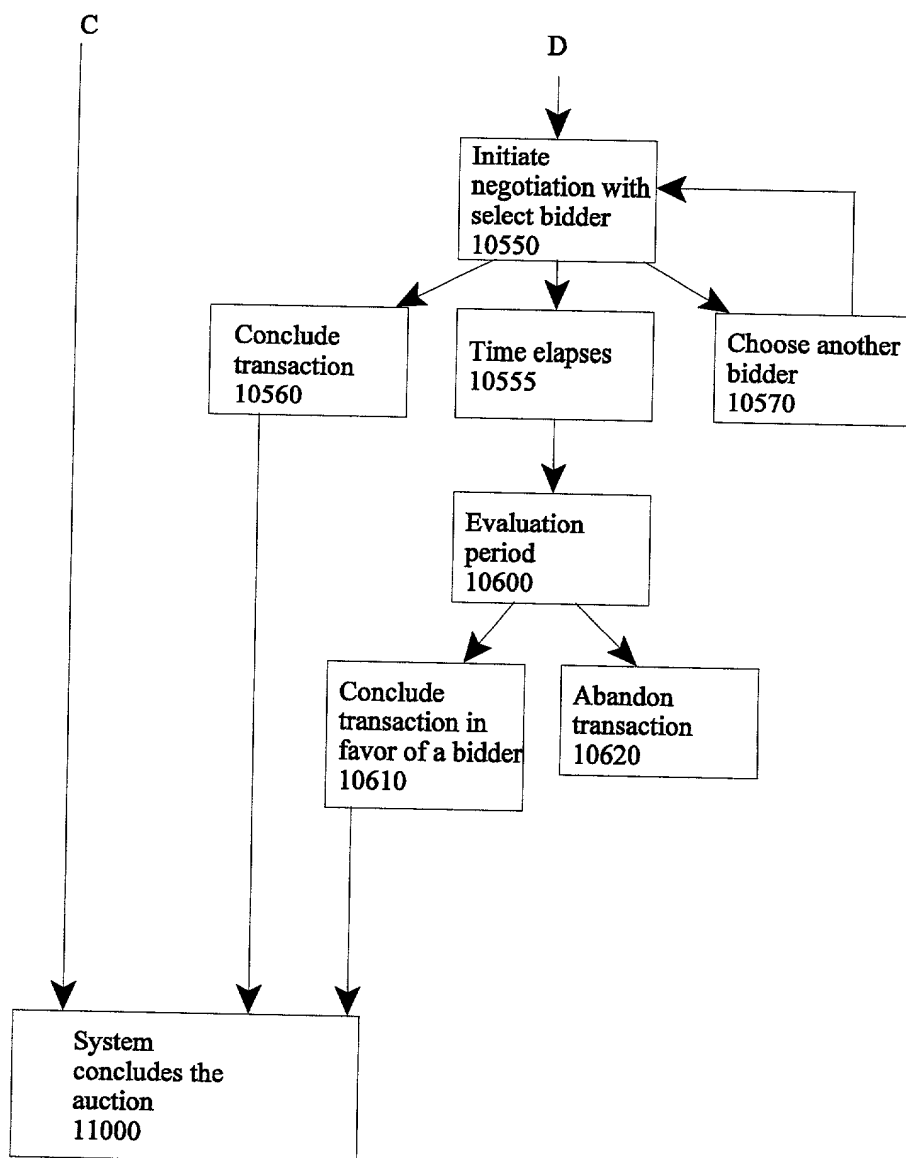 C
D
Initiate
negotiation with
select bidder
10550
Conclude
transaction
10560
Time elapses
10555
Choose another
bidder
10570
Evaluation
period
10600
Conclude
transaction in
favor of a bidder
10610
Abandon
transaction
10620
System
concludes the
auction
11000